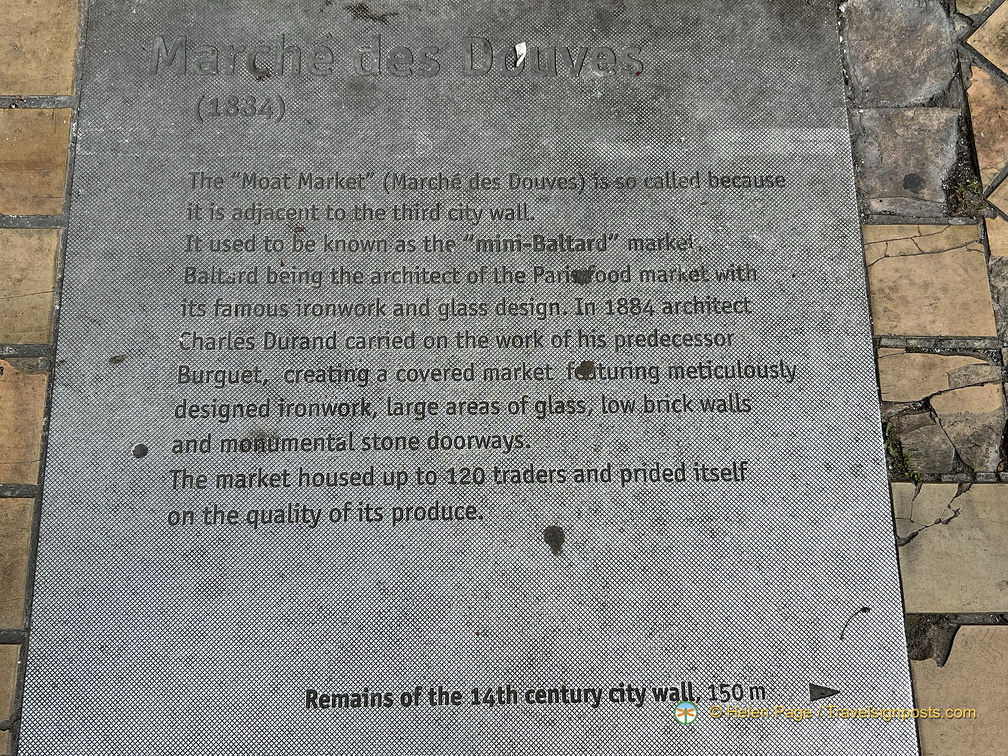 Marché des Douves
(1884)
The “Moat Market” (Marché des Douves) is so called because
it is adjacent to the third city wall.
It used to be known as the “mini-Baltard” market,
Baltard being the architect of the Paris food market with
its famous ironwork and glass design. In 1884 architect
Charles Durand carried on the work of his predecessor
Burguet, creating a covered market featuring meticulously
designed ironwork, large areas of glass, low brick walls
and monumental stone doorways.
The market housed up to 120 traders and prided itself
on the quality of its produce.
Remains of the 14th century city wall, 150 m
© Helen Page / Travelsignposts.com